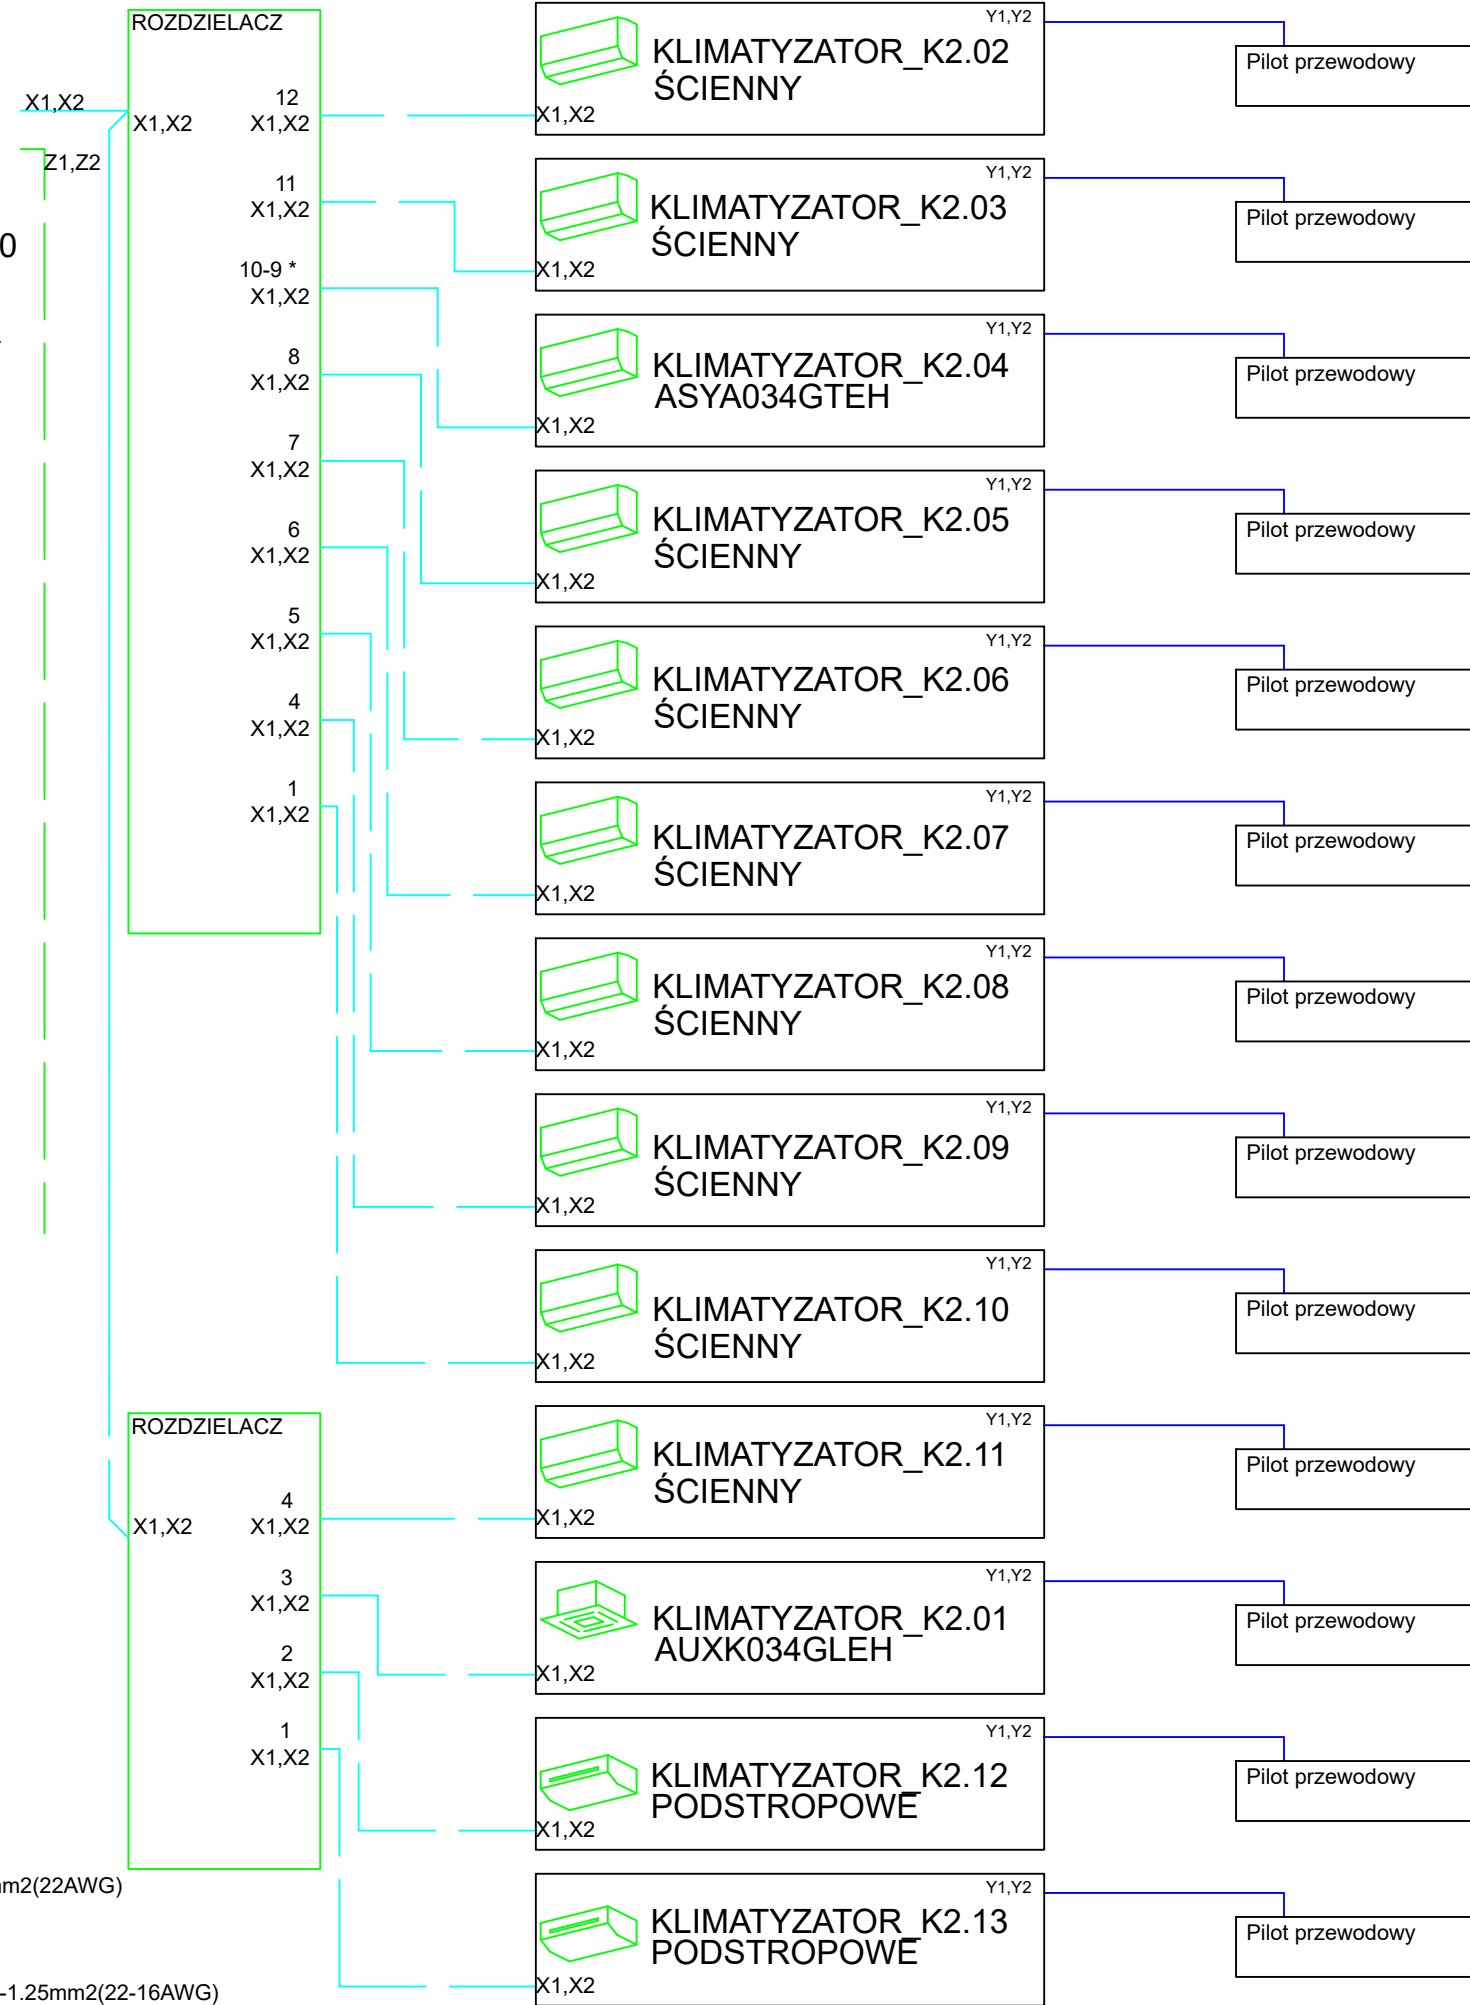 ROZDZIELACZ
X1,X2
X1,X2
Z1,Z2
0
12
X1,X2
11
X1,X2
10-9 *
X1,X2
8
X1,X2
7
X1,X2
6
X1,X2
5
X1,X2
4
X1,X2
1
X1,X2
Y1,Y2
KLIMATYZATOR_K2.02
ŚCIENNY
X1,X2
Pilot przewodowy
Y1,Y2
KLIMATYZATOR_K2.03
ŚCIENNY
X1,X2
Pilot przewodowy
Y1,Y2
KLIMATYZATOR_K2.04
ASYA034GTEH
X1,X2
Pilot przewodowy
Y1,Y2
KLIMATYZATOR_K2.05
ŚCIENNY
X1,X2
Pilot przewodowy
Y1,Y2
KLIMATYZATOR_K2.06
ŚCIENNY
X1,X2
Pilot przewodowy
Y1,Y2
KLIMATYZATOR_K2.07
ŚCIENNY
X1,X2
Pilot przewodowy
Y1,Y2
KLIMATYZATOR_K2.08
ŚCIENNY
X1,X2
Pilot przewodowy
Y1,Y2
KLIMATYZATOR_K2.09
ŚCIENNY
X1,X2
Pilot przewodowy
Y1,Y2
KLIMATYZATOR_K2.10
ŚCIENNY
X1,X2
Pilot przewodowy
ROZDZIELACZ
X1,X2
4
X1,X2
3
X1,X2
2
X1,X2
1
X1,X2
Y1,Y2
KLIMATYZATOR_K2.11
ŚCIENNY
X1,X2
Pilot przewodowy
Y1,Y2
KLIMATYZATOR_K2.01
AUXK034GLEH
X1,X2
Pilot przewodowy
Y1,Y2
KLIMATYZATOR_K2.12
PODSTROPOWE
X1,X2
Pilot przewodowy
Y1,Y2
KLIMATYZATOR_K2.13
PODSTROPOWE
X1,X2
Pilot przewodowy
m2(22AWG)
-1.25mm2(22-16AWG)